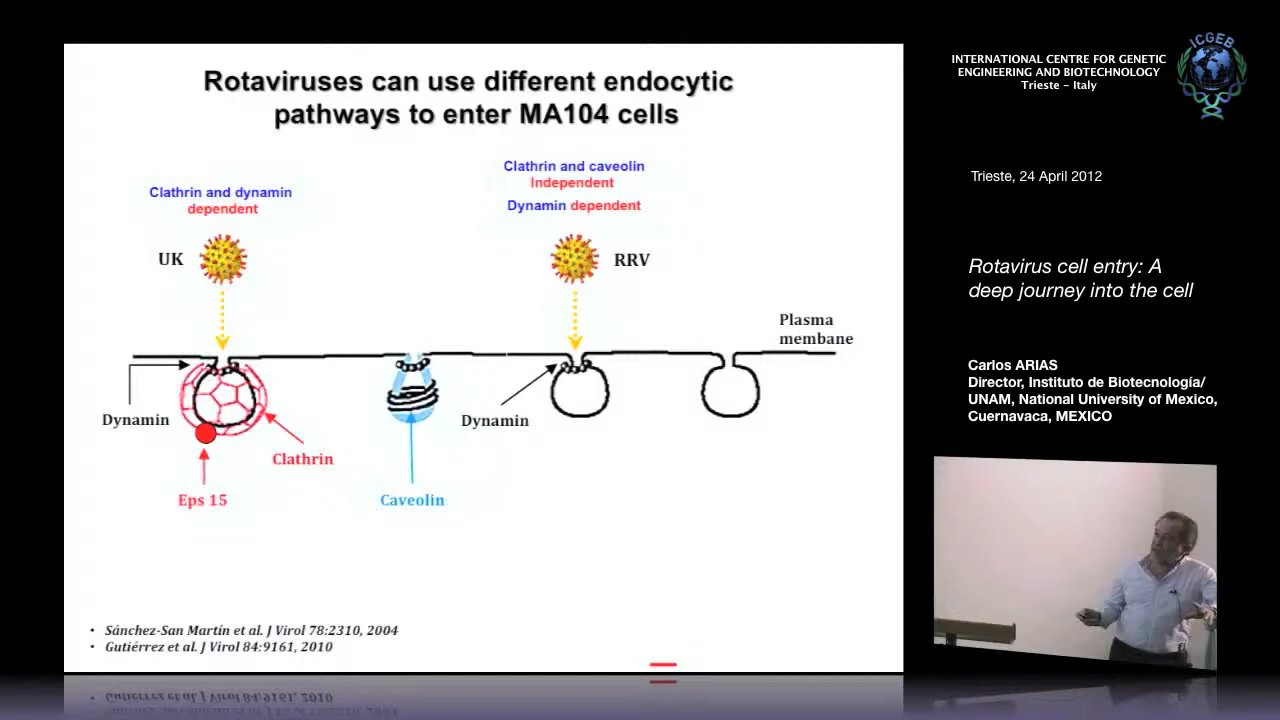 Rotaviruses can use different endocytic
pathways to enter MA104 cells
Clathrin and dynamin
dependent
Clathrin and caveolin
Independent
Dynamin dependent
UK
RRV
Plasma
membane
Dynamin
Clathrin
Eps 15
Caveolin
Dynamin
• Sánchez-San Martín et al. J Virol 78:2310, 2004
• Gutiérrez et al. J Virol 84:9161, 2010
INTERNATIONAL CENTRE FOR GENETIC
ENGINEERING AND BIOTECHNOLOGY
Trieste - Italy
ICGEB
Trieste, 24 April 2012
Rotavirus cell entry: A
deep journey into the cell
Carlos ARIAS
Director, Instituto de Biotecnología/
UNAM, National University of Mexico,
Cuernavaca, MEXICO